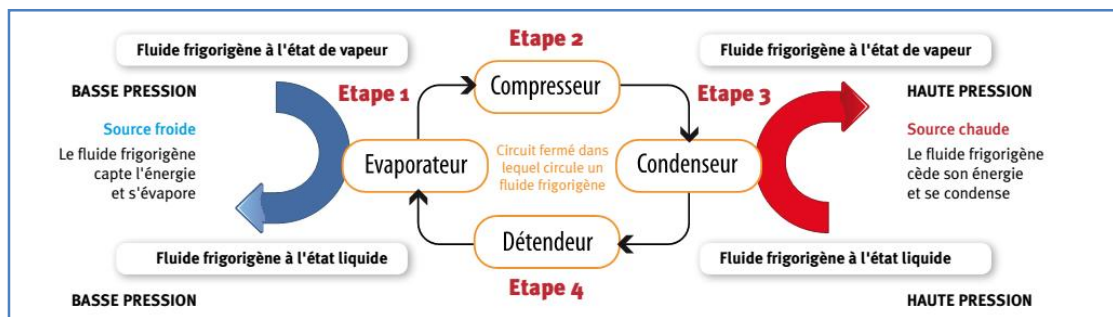 Fluide frigorigène à l'état de vapeur
BASSE PRESSION
Source froide
Le fluide frigorigène
capte l'énergie
et s'évapore
Fluide frigorigène à l'état liquide
BASSE PRESSION
Etape 1
Evaporateur
Etape 2
Compresseur
Circuit fermé dans
lequel circule un
fluide frigorigène
Détendeur
Etape 4
Etape 3
Condenseur
Fluide frigorigène à l'état de vapeur
HAUTE PRESSION
Source chaude
Le fluide frigorigène
cède son énergie
et se condense
Fluide frigorigène à l'état liquide
HAUTE PRESSION